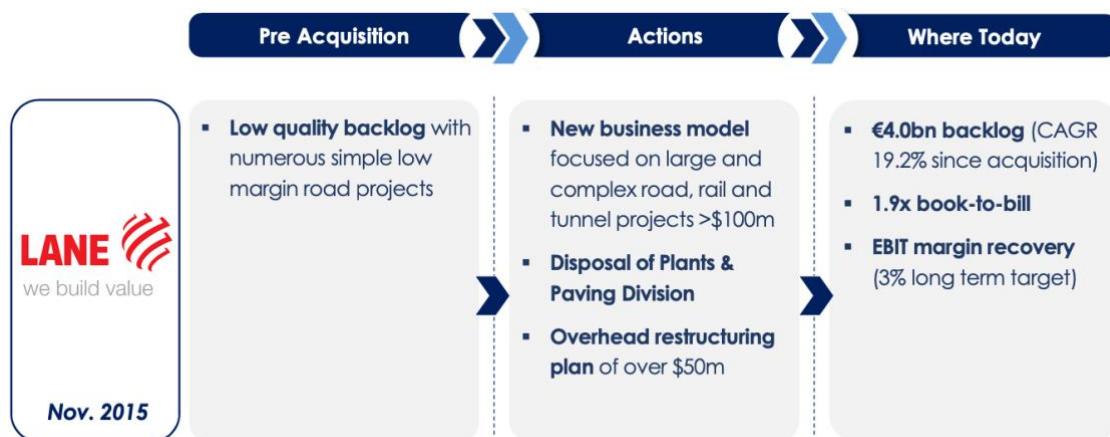 Pre Acquisition
Actions
Where Today
LANE
we build value
Nov. 2015
▪ Low quality backlog with
numerous simple low
margin road projects
▪ New business model
focused on large and
complex road, rail and
tunnel projects >$100m
▪ Disposal of Plants &
Paving Division
▪ Overhead restructuring
plan of over $50m
▪ €4.0bn backlog (CAGR
19.2% since acquisition)
▪ 1.9x book-to-bill
▪ EBIT margin recovery
(3% long term target)